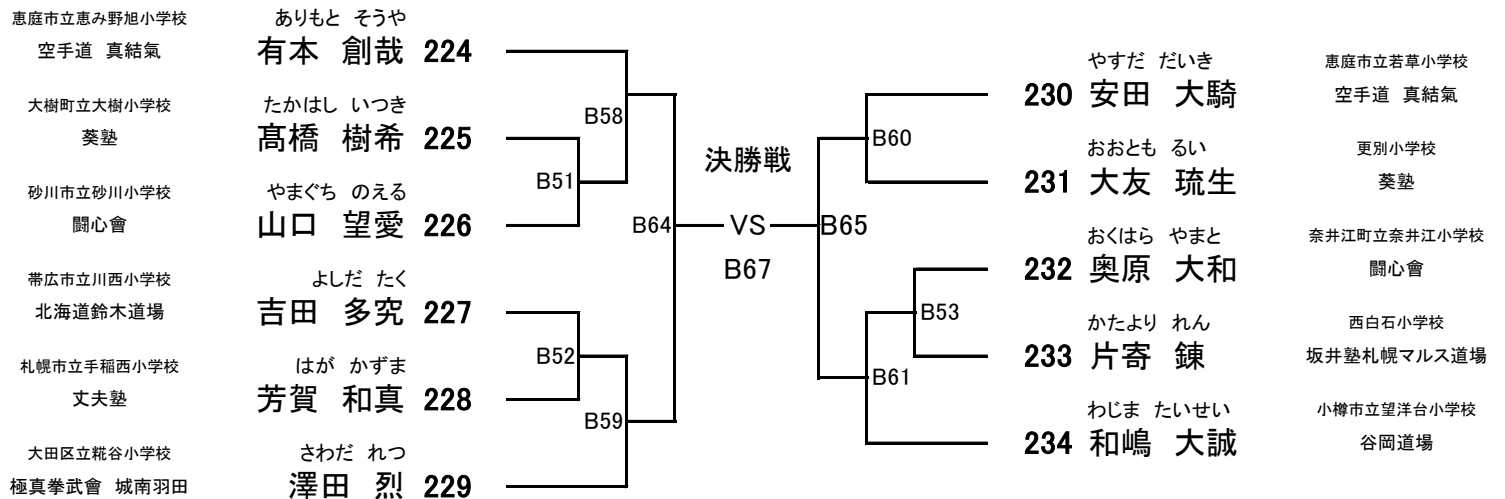 恵庭市立恵み野旭小学校
空手道 真結氣
ありもと そうや
有本 創哉 224
大樹町立大樹小学校
葵塾
たかはし いつき
髙橋 樹希 225
砂川市立砂川小学校
闘心會
やまぐち のえる
山口 望愛 226
帯広市立川西小学校
北海道鈴木道場
よしだ たく
吉田 多究 227
札幌市立手稲西小学校
丈夫塾
はが かずま
芳賀 和真 228
大田区立糀谷小学校
極真拳武會 城南羽田
さわだ れつ
澤田 烈 229
B58
B51
B64
B52
B59
決勝戦
VS
B67
B65
B60
B53
B61
やすだ だいき
230 安田 大騎
恵庭市立若草小学校
空手道 真結氣
おおとも るい
231 大友 琉生
更別小学校
葵塾
おくはら やまと
232 奥原 大和
奈井江町立奈井江小学校
闘心會
かたより れん
233 片寄 錬
西白石小学校
坂井塾札幌マルス道場
わじま たいせい
234 和嶋 大誠
小樽市立望洋台小学校
谷岡道場